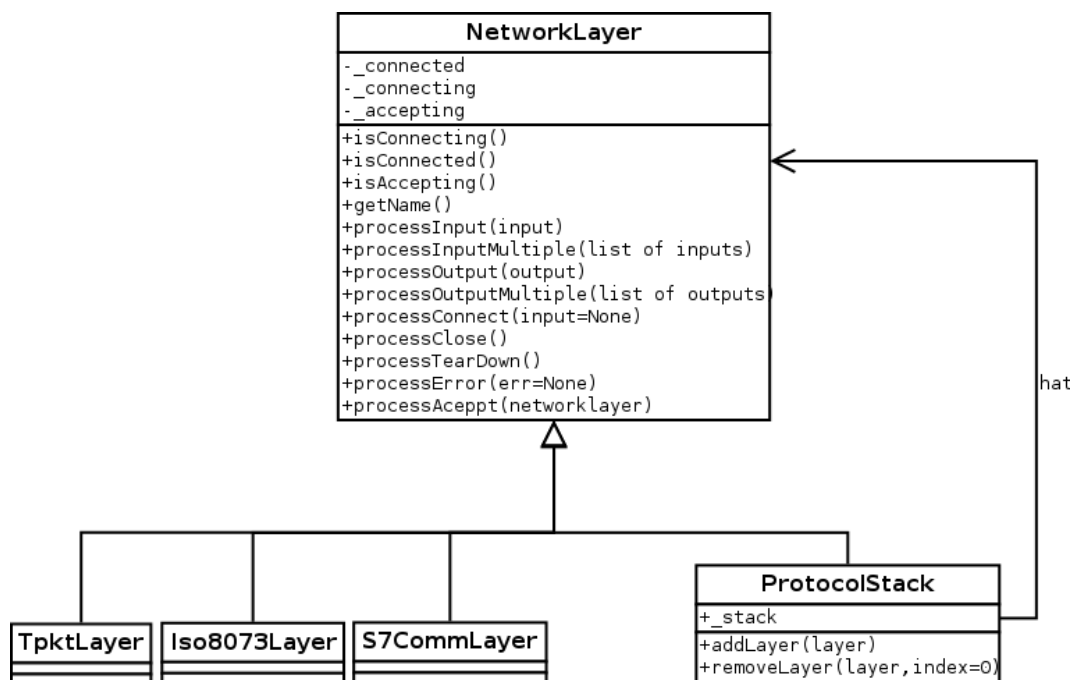 NetworkLayer
-_connected
-_connecting
-_accepting
+isConnecting()
+isConnected()
+isAccepting()
+getName()
+processInput(input)
+processInputMultiple(list of inputs)
+processOutput(output)
+processOutputMultiple(list of outputs)
+processConnect(input=None)
+processClose()
+processTearDown()
+processError(err=None)
+processAceppt(networklayer)
hat
ProtocolStack
+_stack
+addLayer(layer)
+removeLayer(layer,index=0)
TpktLayer
Iso8073Layer
S7CommLayer